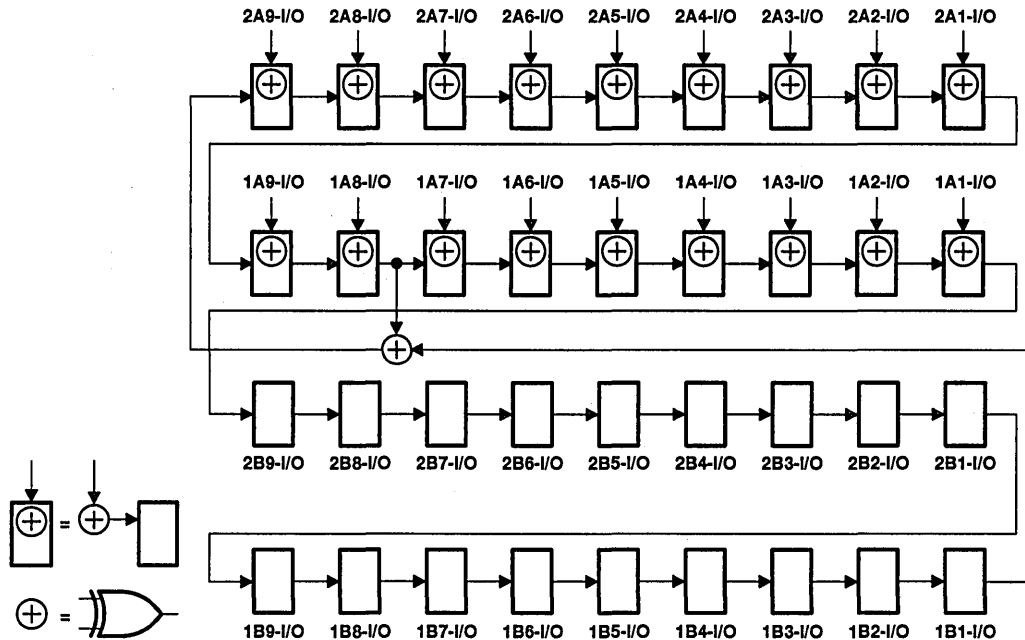 2A9-I/O 2A8-I/O 2A7-I/O 2A6-I/O 2A5-I/O 2A4-I/O 2A3-I/O 2A2-I/O 2A1-I/O
1A9-I/O 1A8-I/O 1A7-I/O 1A6-I/O 1A5-I/O 1A4-I/O 1A3-I/O 1A2-I/O 1A1-I/O
2B9-I/O 2B8-I/O 2B7-I/O 2B6-I/O 2B5-I/O 2B4-I/O 2B3-I/O 2B2-I/O 2B1-I/O
=
=
1B9-I/O 1B8-I/O 1B7-I/O 1B6-I/O 1B5-I/O 1B4-I/O 1B3-I/O 1B2-I/O 1B1-I/O